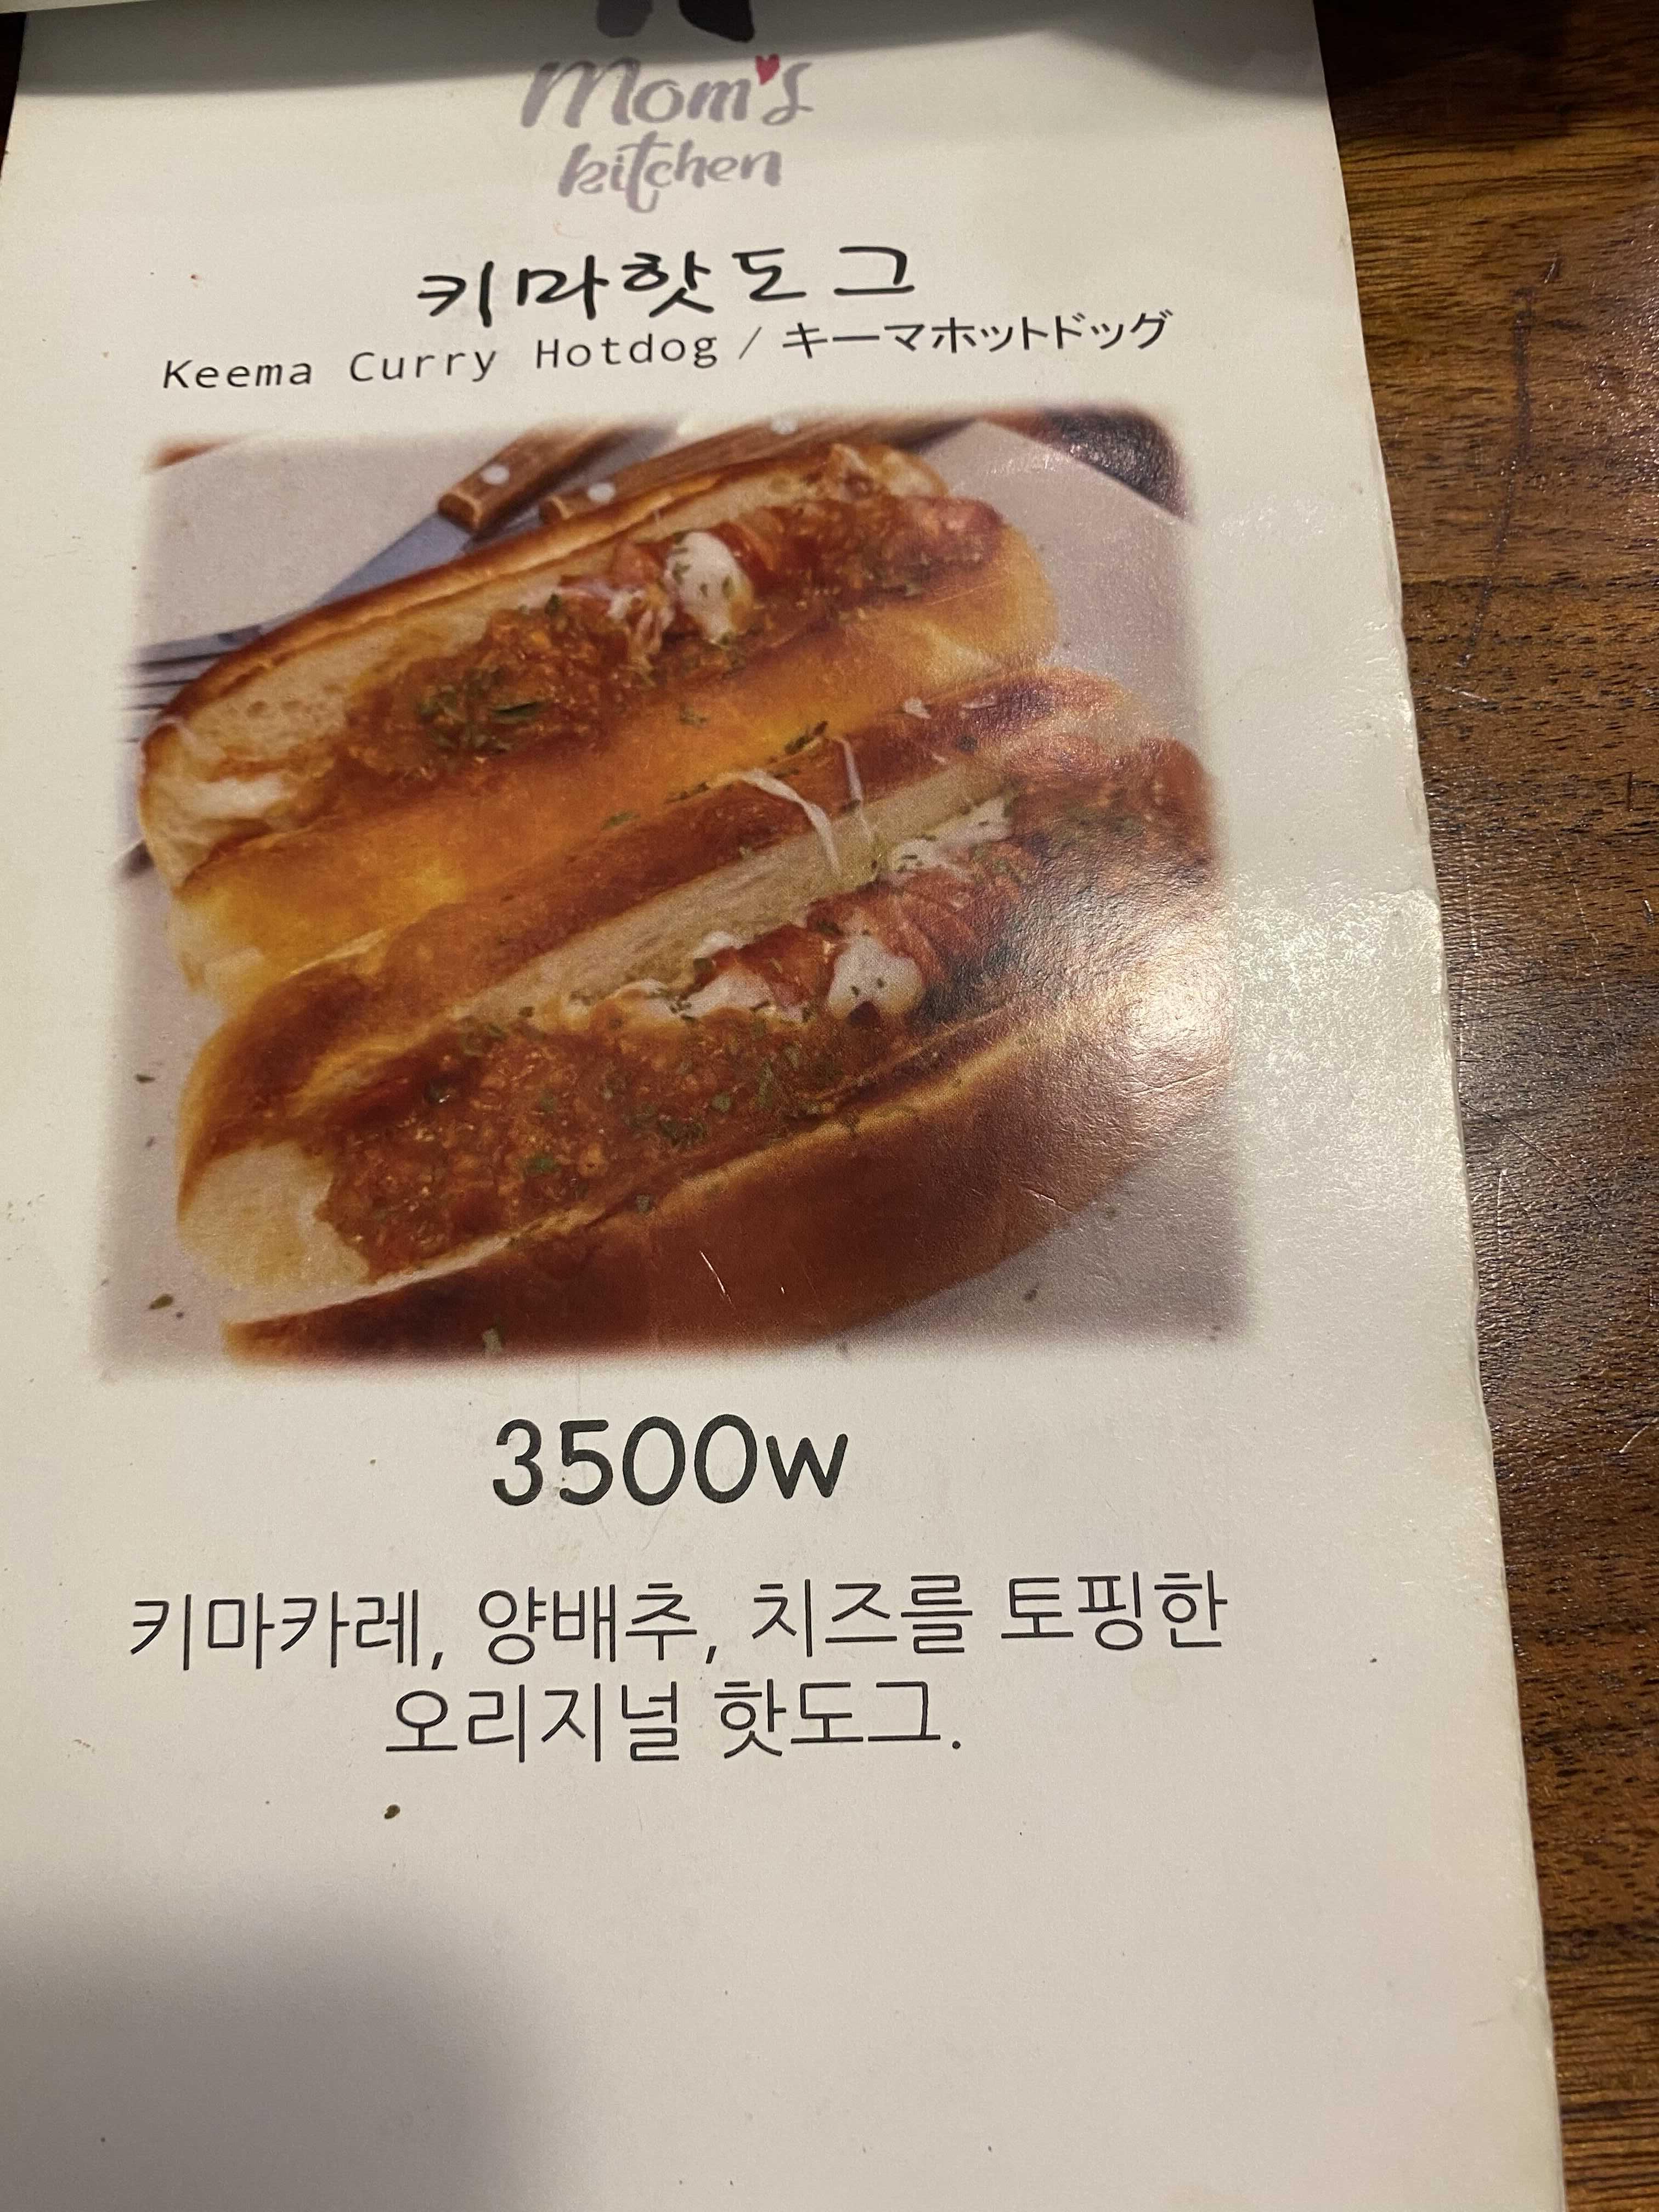 Mom's
kitchen
키마핫도그
Keema Curry Hotdog / キーマホットドッグ
3500w
키마카레, 양배추, 치즈를 토핑한
오리지널 핫도그.